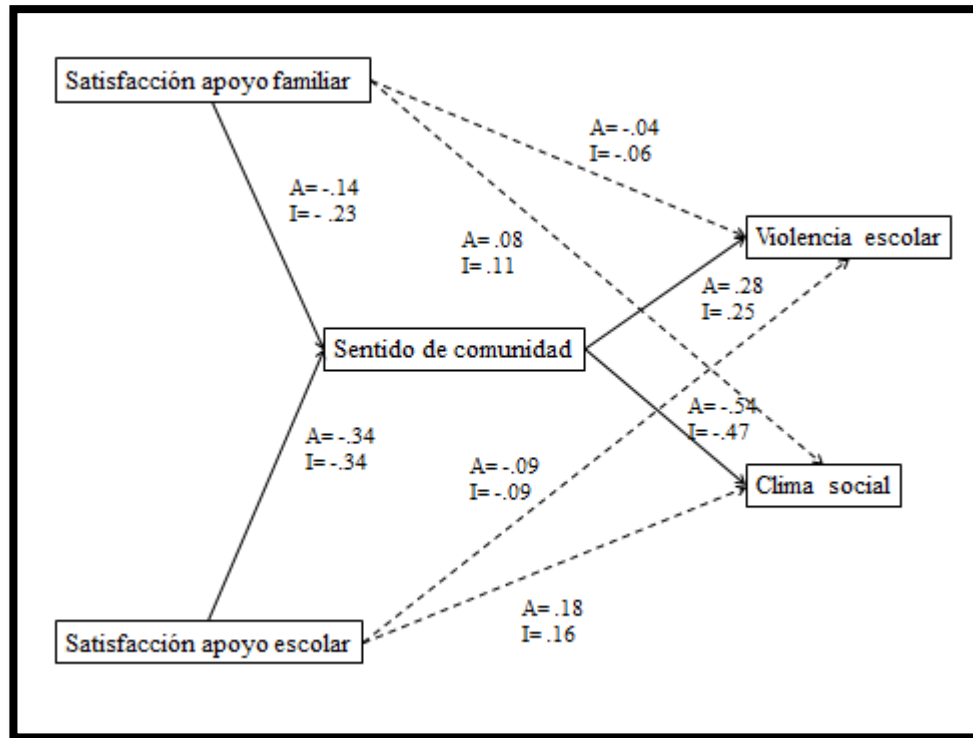 Satisfacción apoyo familiar
A= -.04
I= -.06
A= -.14
I= - .23
A= .08
I= .11
Violencia escolar
A= .28
I= .25
Sentido de comunidad
A= -.54
I= -.47
A= -.34
I= -.34
A= -.09
I= -.09
Clima social
A= .18
I= .16
Satisfacción apoyo escolar